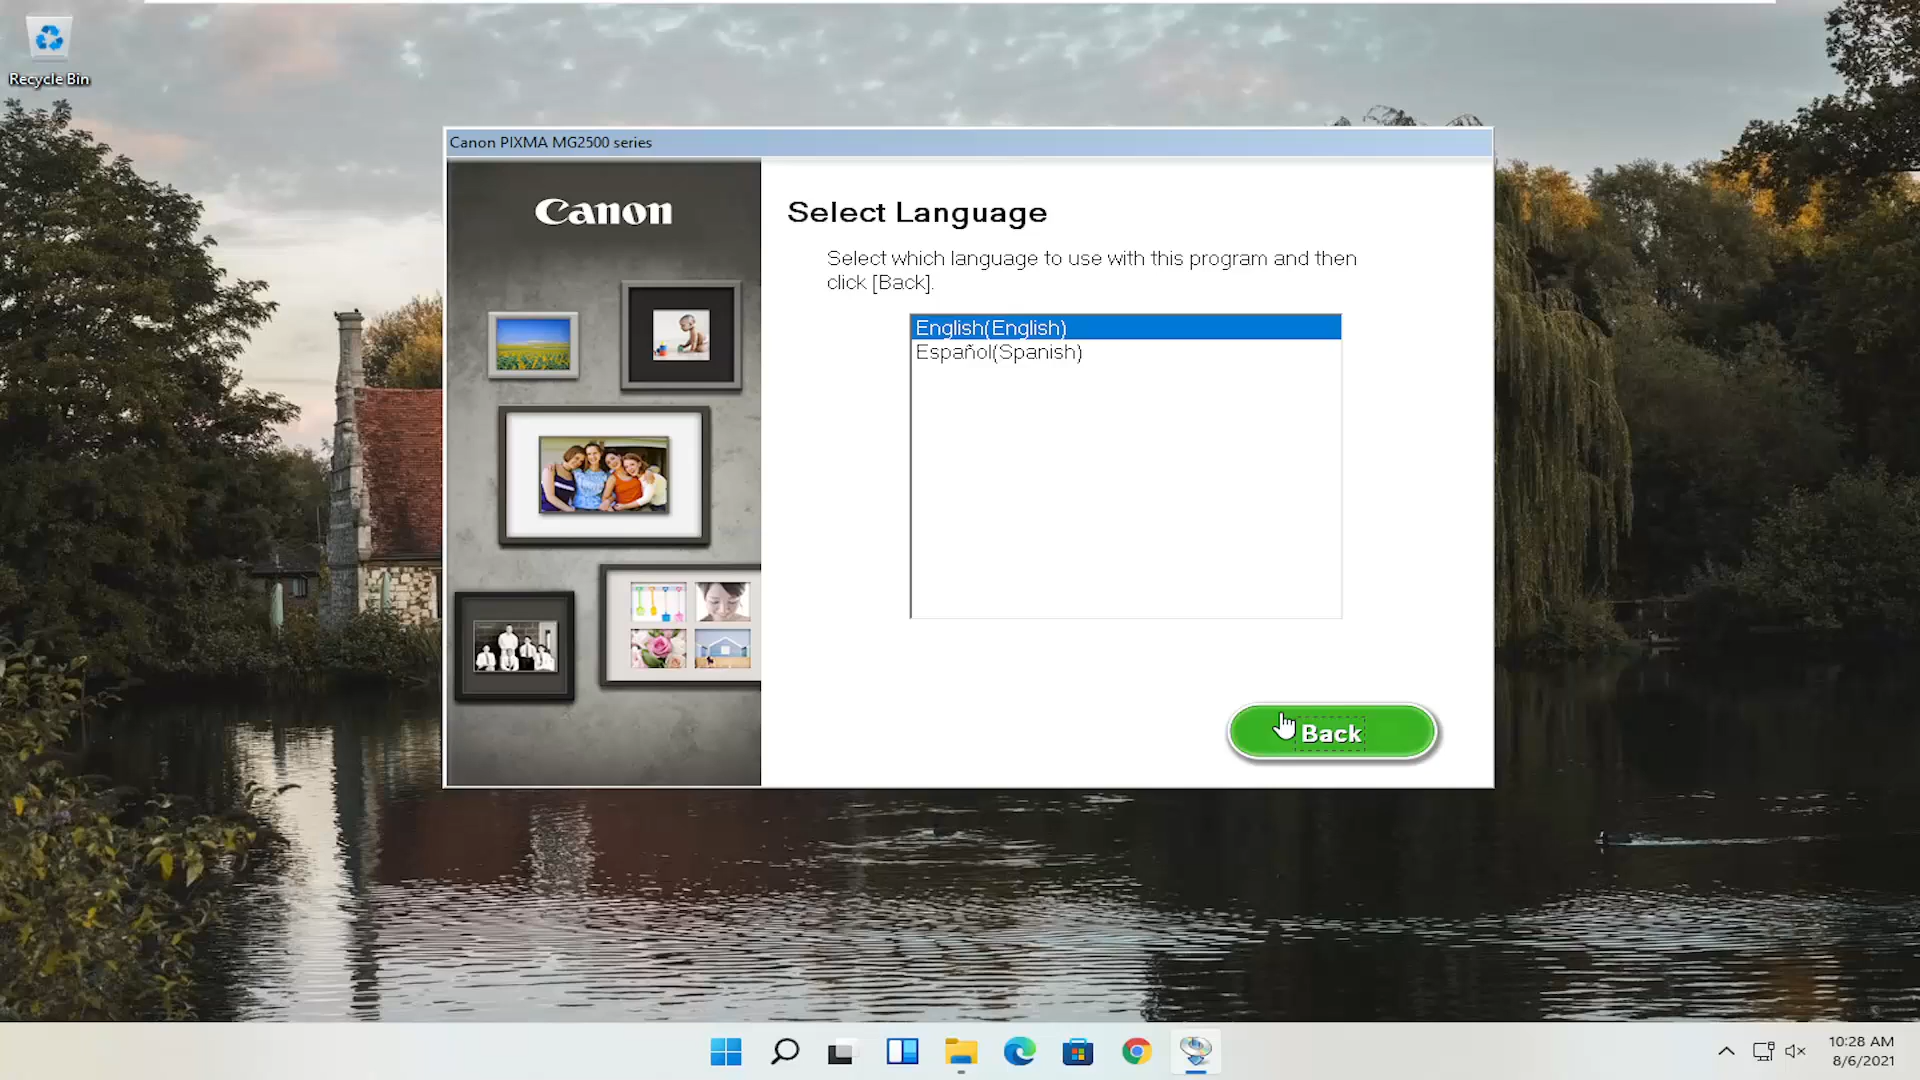 Recycle Bin
Canon PIXMA MG2500 series
Canon
Select Language
Select which language to use with this program and then
click [Back].
English(English)
Español(Spanish)
Back
10:28 AM
8/6/2021